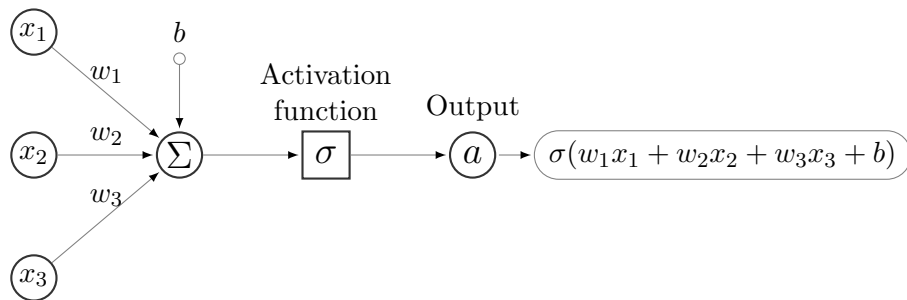 x₁
b
w₁
Activation
function
Output
x₂
w₂
Σ
σ
a
σ(w₁x₁ + w₂x₂ + w₃x₃ + b)
w₃
x₃